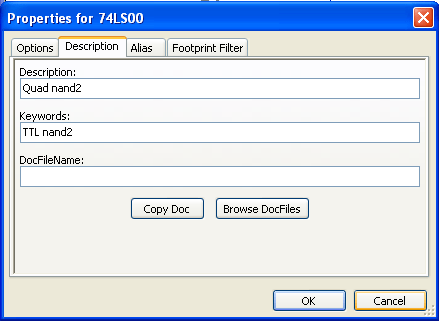 Properties for 74LS00
Options Description Alias Footprint Filter
Description:
Quad nand2
Keywords:
TTL nand2
DocFileName:
Copy Doc Browse DocFiles
OK Cancel